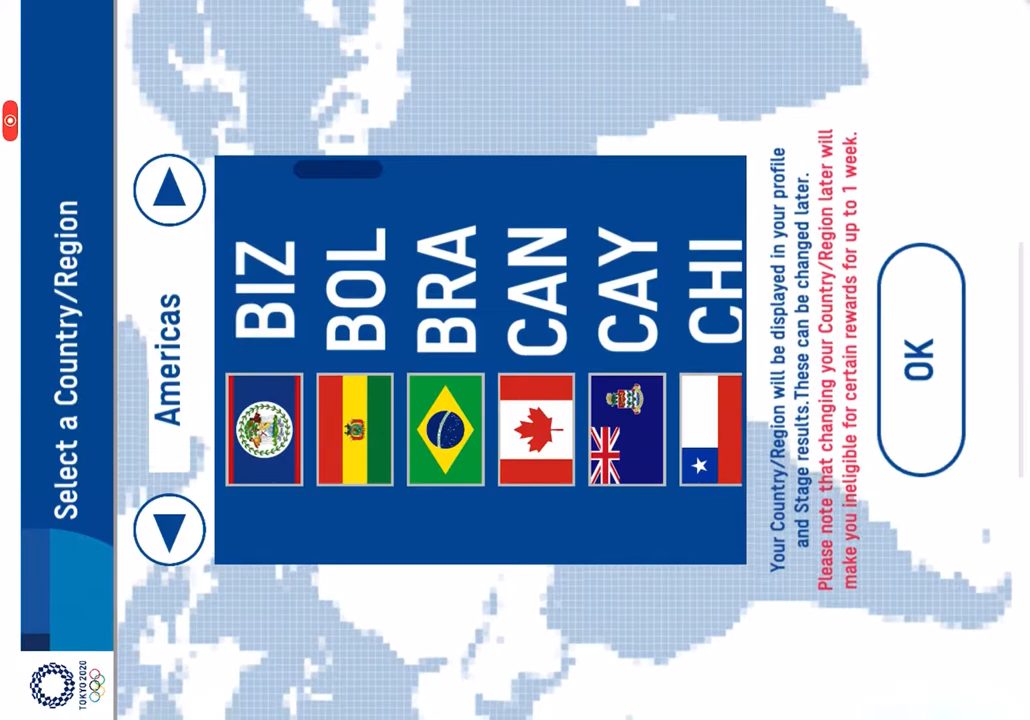 TOKYO 2020
Select a Country/Region
Americas
BIZ
BOL
BRA
CAN
CAY
CHI
Your Country/Region will be displayed in your profile
and Stage results.These can be changed later.
Please note that changing your Country/Region later will
make you ineligible for certain rewards for up to 1 week.
OK